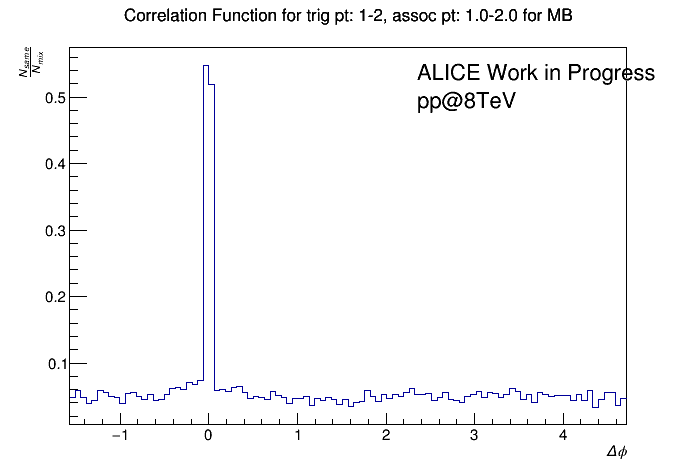 Correlation Function for trig pt: 1-2, assoc pt: 1.0-2.0 for MB
N_same/N_mix
ALICE Work in Progress
pp@8TeV
0.5
0.4
0.3
0.2
0.1
−1 0 1 2 3 4
Δϕ